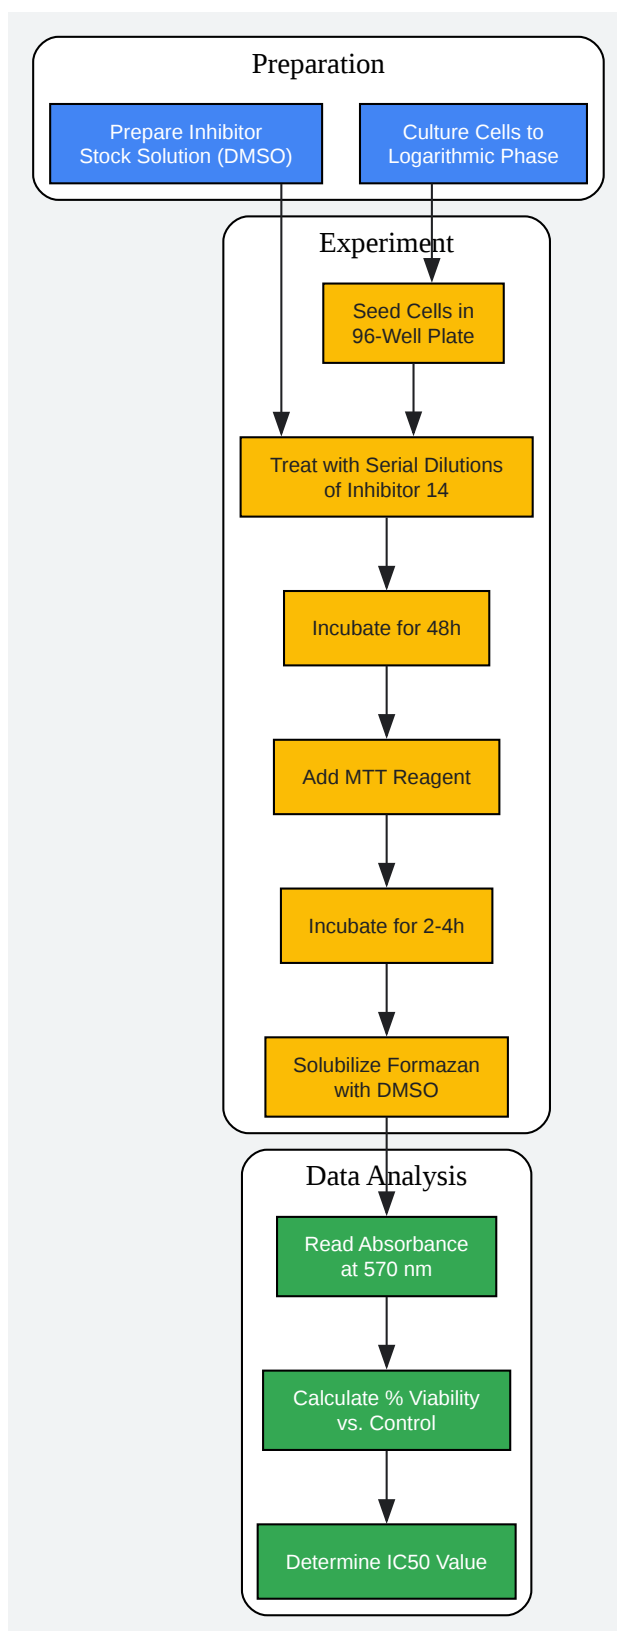 Preparation
Prepare Inhibitor
Stock Solution (DMSO)
Culture Cells to
Logarithmic Phase
Experiment
Seed Cells in
96-Well Plate
Treat with Serial Dilutions
of Inhibitor 14
Incubate for 48h
Add MTT Reagent
Incubate for 2-4h
Solubilize Formazan
with DMSO
Data Analysis
Read Absorbance
at 570 nm
Calculate % Viability
vs. Control
Determine IC50 Value